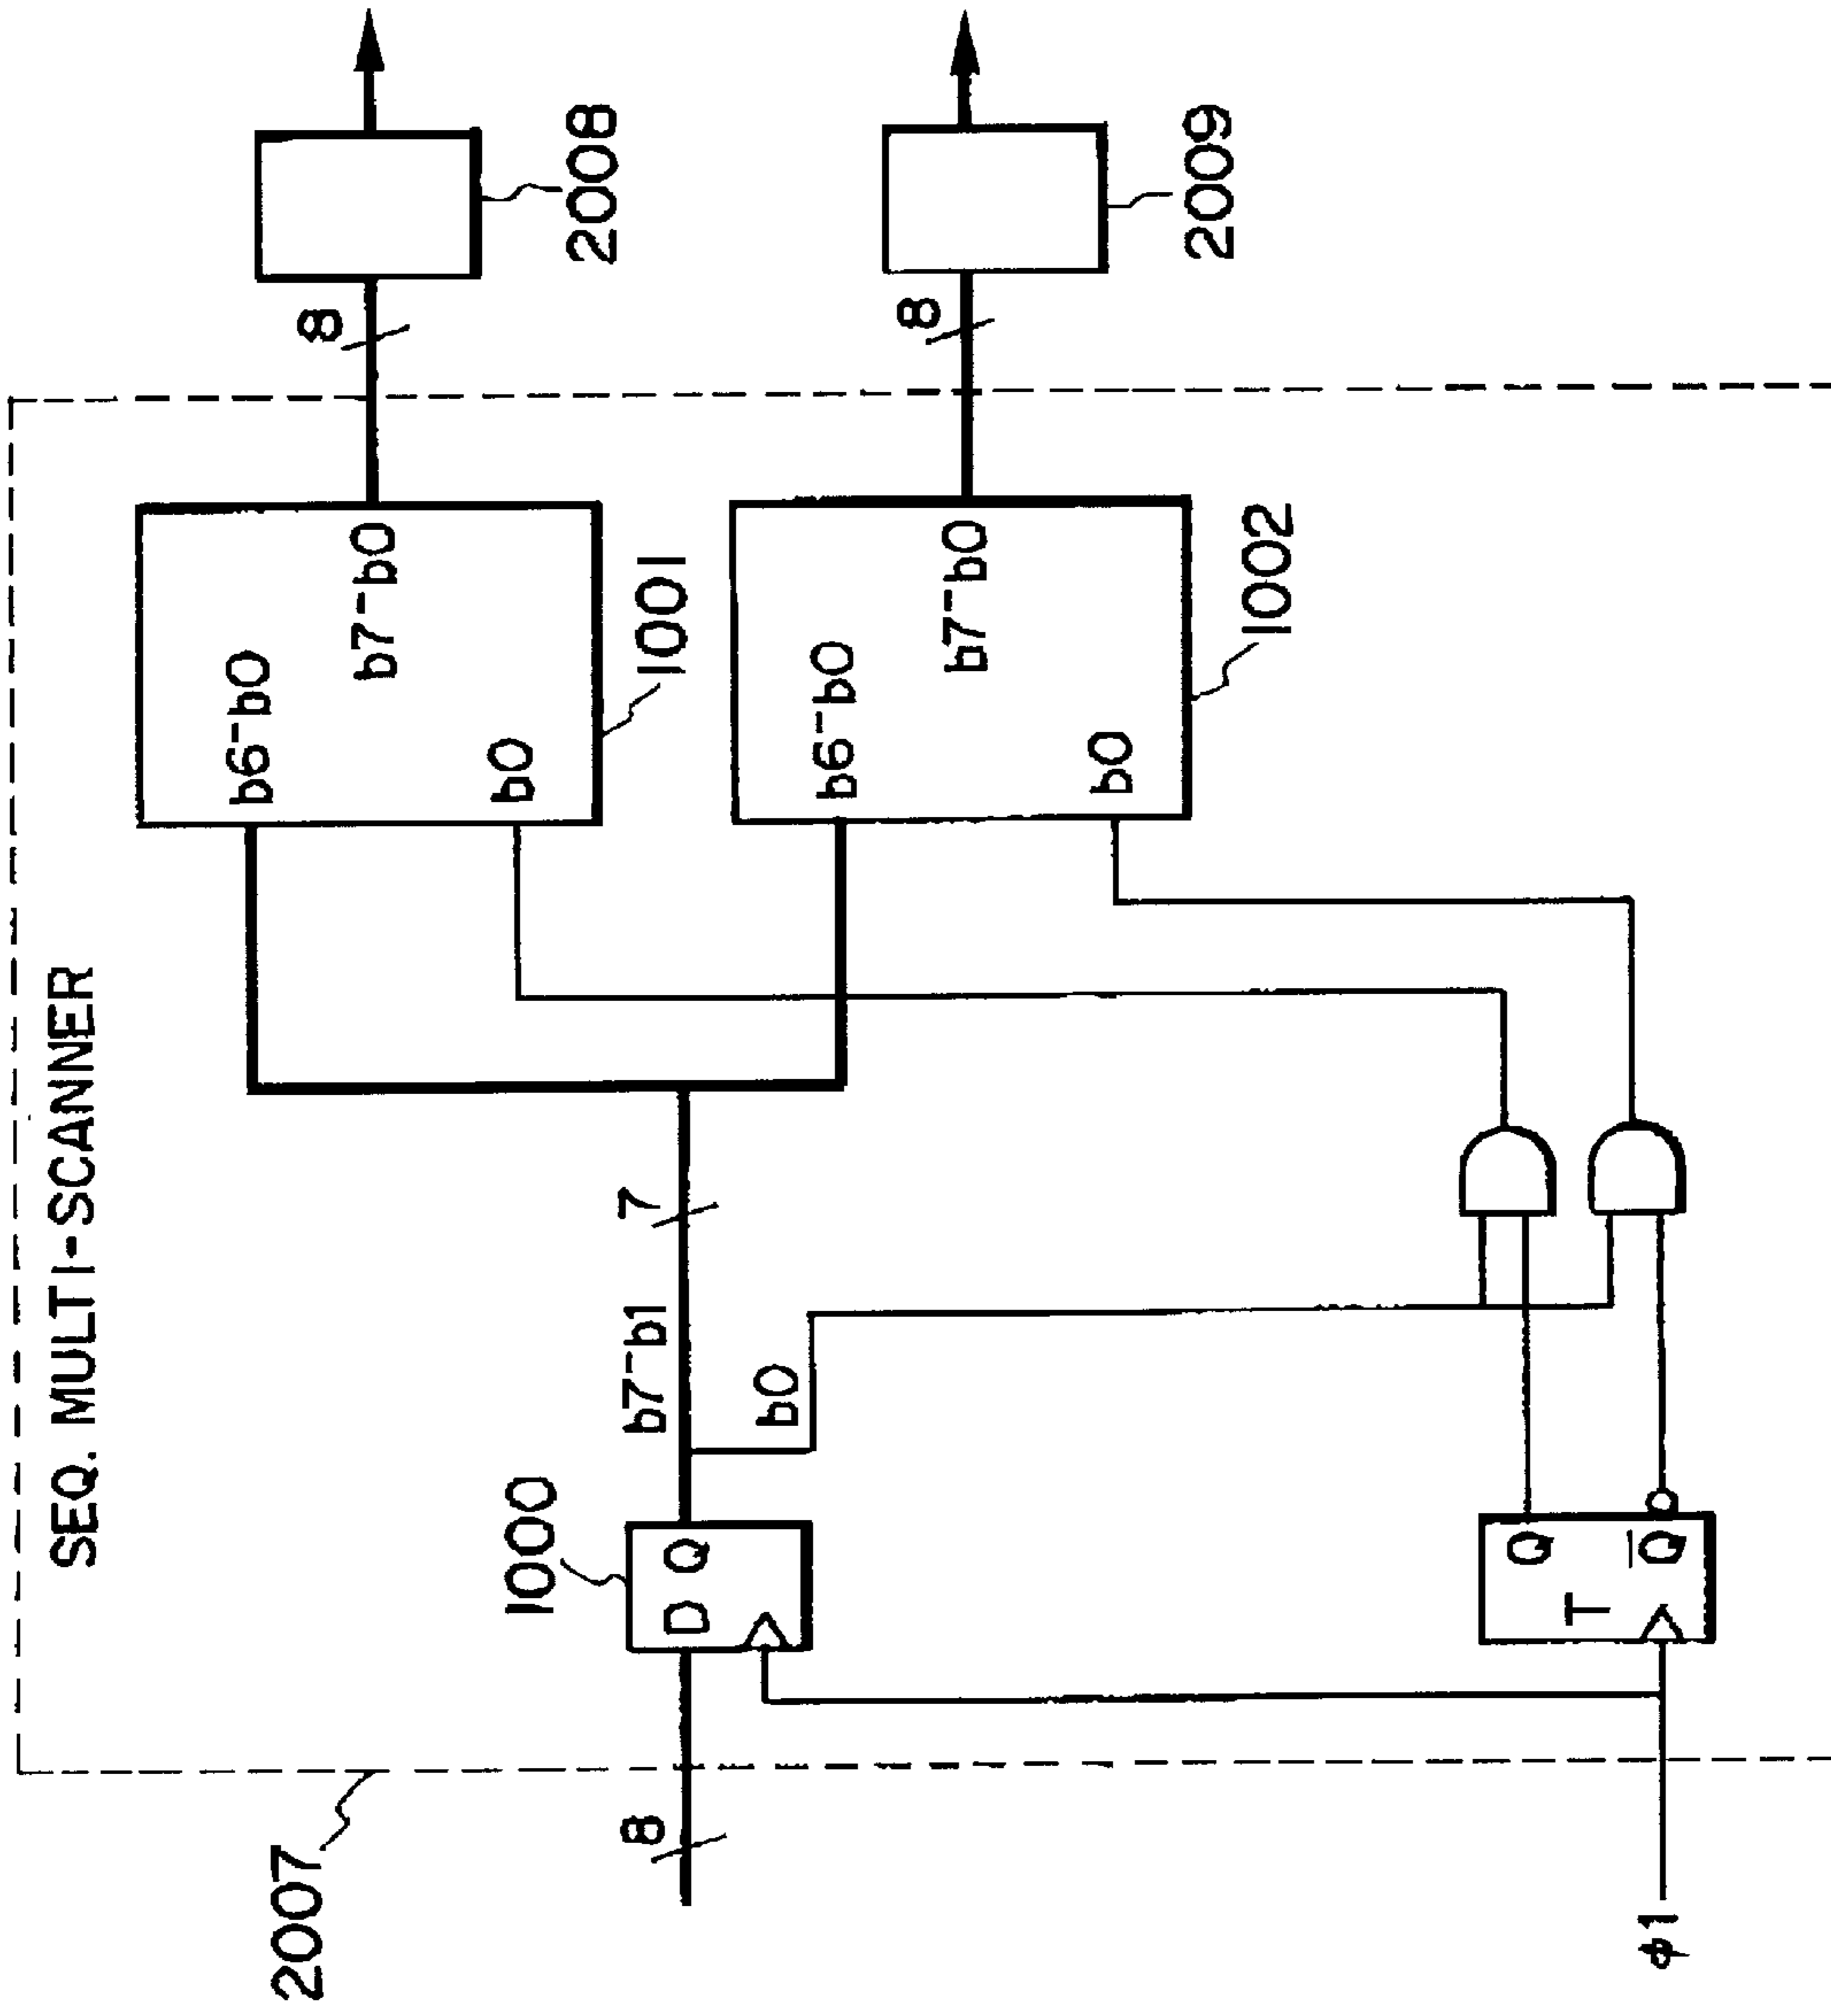 SEQ. MULTI-SCANNER
b6-b0
2007
8
b7-b0
b0
1000
2008
8
b7-b1
7
1001
D Q
b0
b6-b0
8
b7-b0
b0
2009
1002
Q
T
ϕ1
Q̅